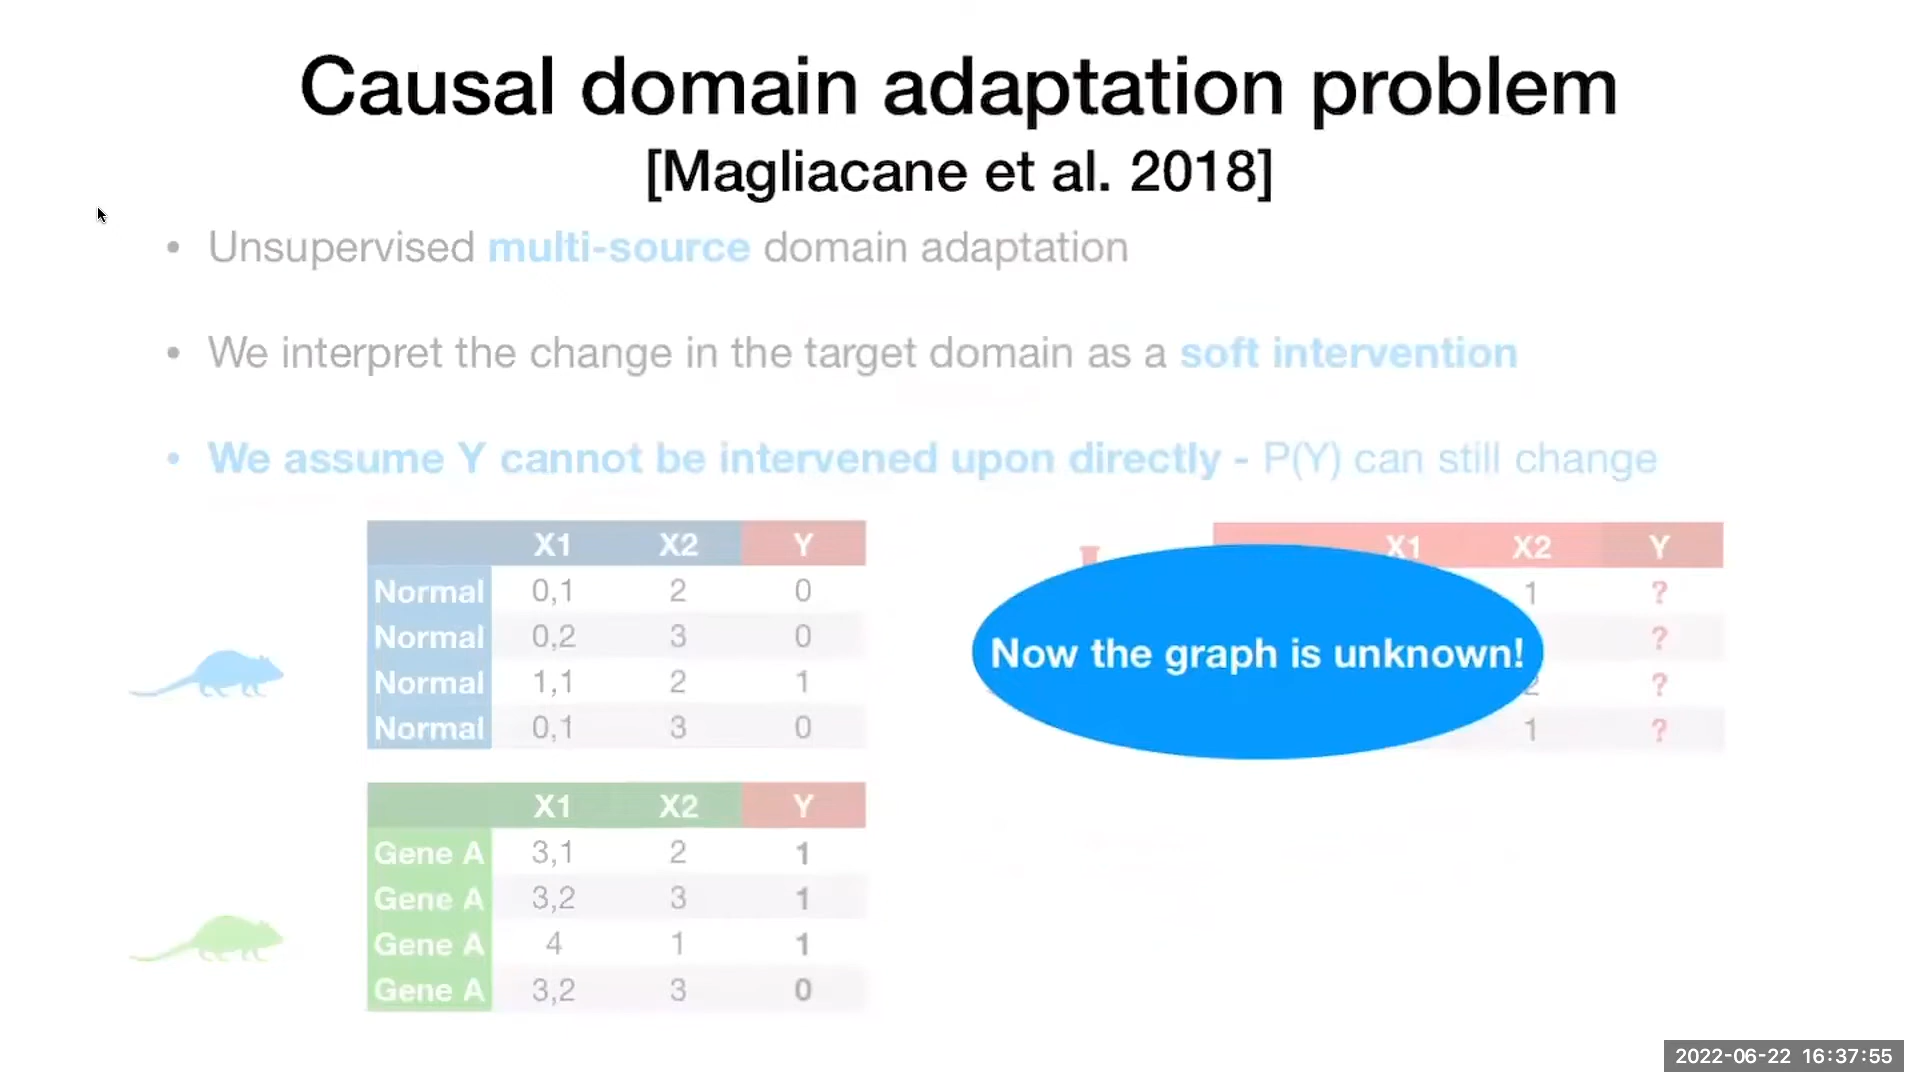 Causal domain adaptation problem
[Magliacane et al. 2018]
• Unsupervised multi-source domain adaptation
• We interpret the change in the target domain as a soft intervention
• We assume Y cannot be intervened upon directly - P(Y) can still change
X1 X2 Y
Normal 0,1 2 0
Normal 0,2 3 0
Normal 1,1 2 1
Normal 0,1 3 0
X1 X2 Y
1 ?
?
2 ?
1 ?
Now the graph is unknown!
X1 X2 Y
Gene A 3,1 2 1
Gene A 3,2 3 1
Gene A 4 1 1
Gene A 3,2 3 0
2022-06-22 16:37:55